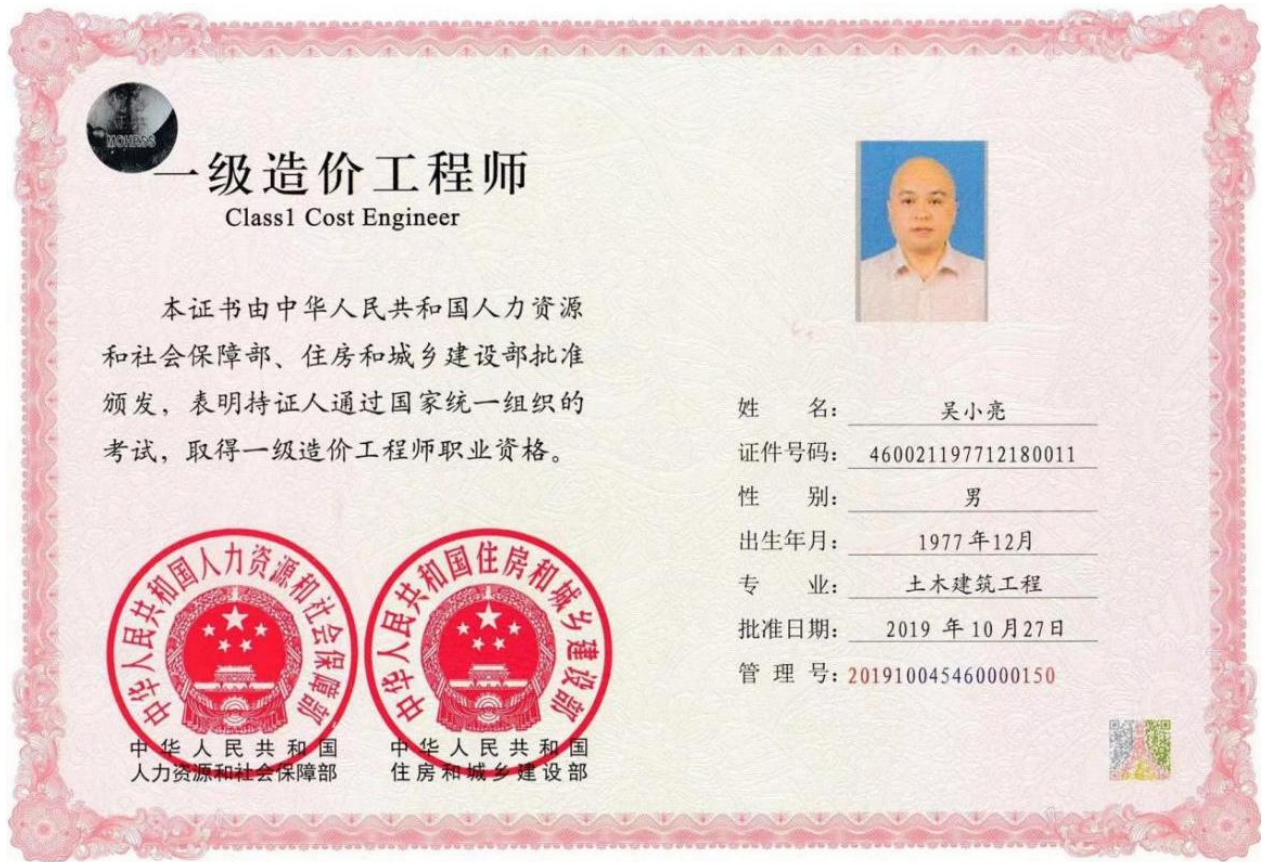 MOHRSS
一级造价工程师
Class1 Cost Engineer
本证书由中华人民共和国人力资源
和社会保障部、住房和城乡建设部批准
颁发，表明持证人通过国家统一组织的
考试，取得一级造价工程师职业资格。
中华人民共和国人力资源和社会保障部
中华人民共和国住房和城乡建设部
中华人民共和国
人力资源和社会保障部
中华人民共和国
住房和城乡建设部
姓 名： 吴小亮
证件号码： 460021197712180011
性 别： 男
出生年月： 1977年12月
专 业： 土木建筑工程
批准日期： 2019 年 10 月27日
管 理 号：201910045460000150